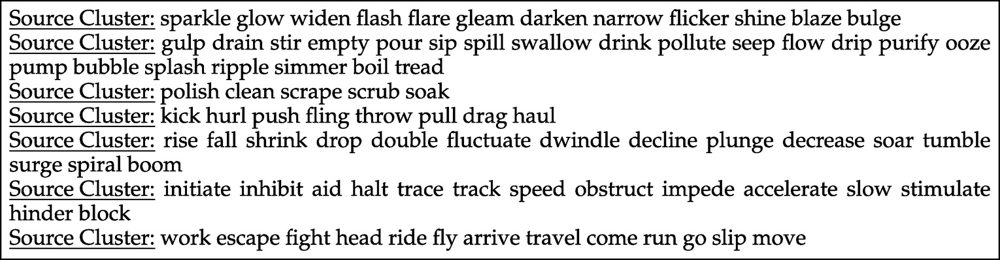 Source Cluster: sparkle glow widen flash flare gleam darken narrow flicker shine blaze bulge
Source Cluster: gulp drain stir empty pour sip spill swallow drink pollute seep flow drip purify ooze
pump bubble splash ripple simmer boil tread
Source Cluster: polish clean scrape scrub soak
Source Cluster: kick hurl push fling throw pull drag haul
Source Cluster: rise fall shrink drop double fluctuate dwindle decline plunge decrease soar tumble
surge spiral boom
Source Cluster: initiate inhibit aid halt trace track speed obstruct impede accelerate slow stimulate
hinder block
Source Cluster: work escape fight head ride fly arrive travel come run go slip move